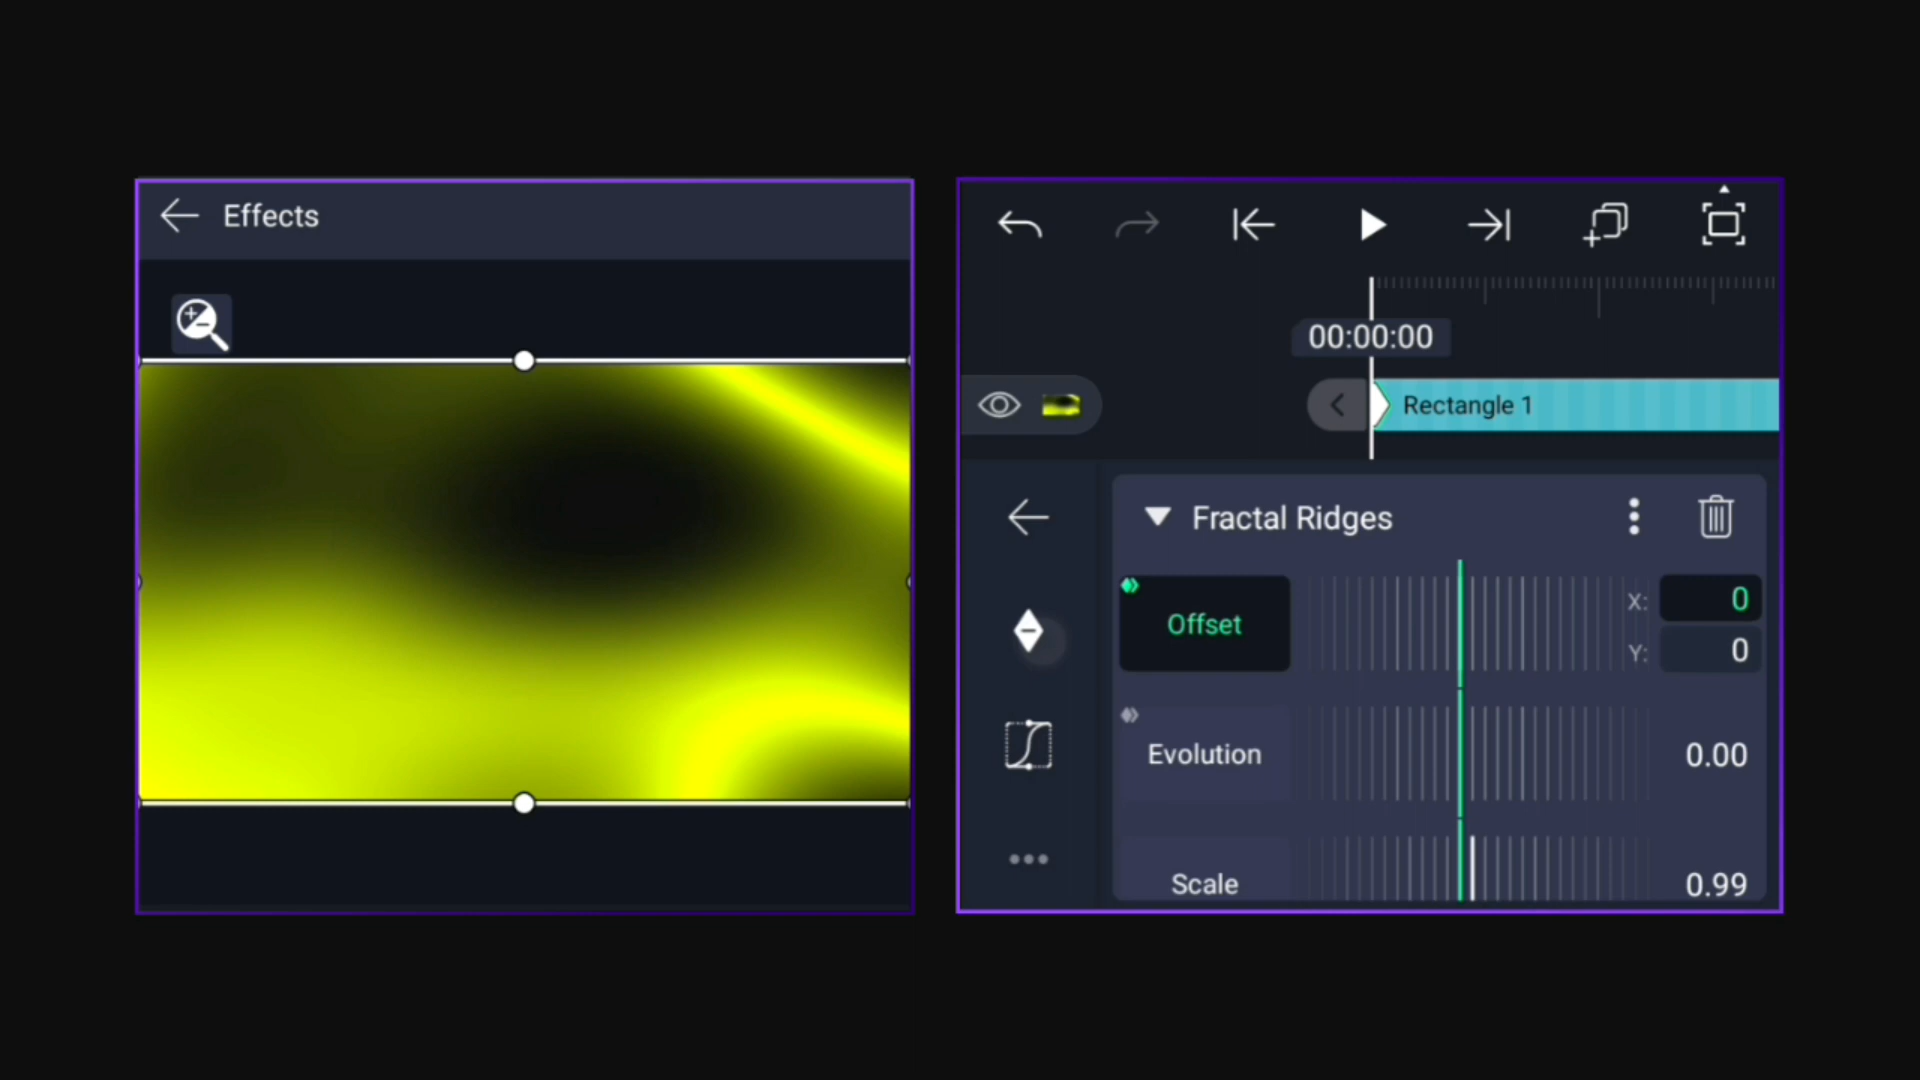 Effects
00:00:00
Rectangle 1
Fractal Ridges
Offset
X: 0
Y: 0
Evolution
0.00
Scale
0.99